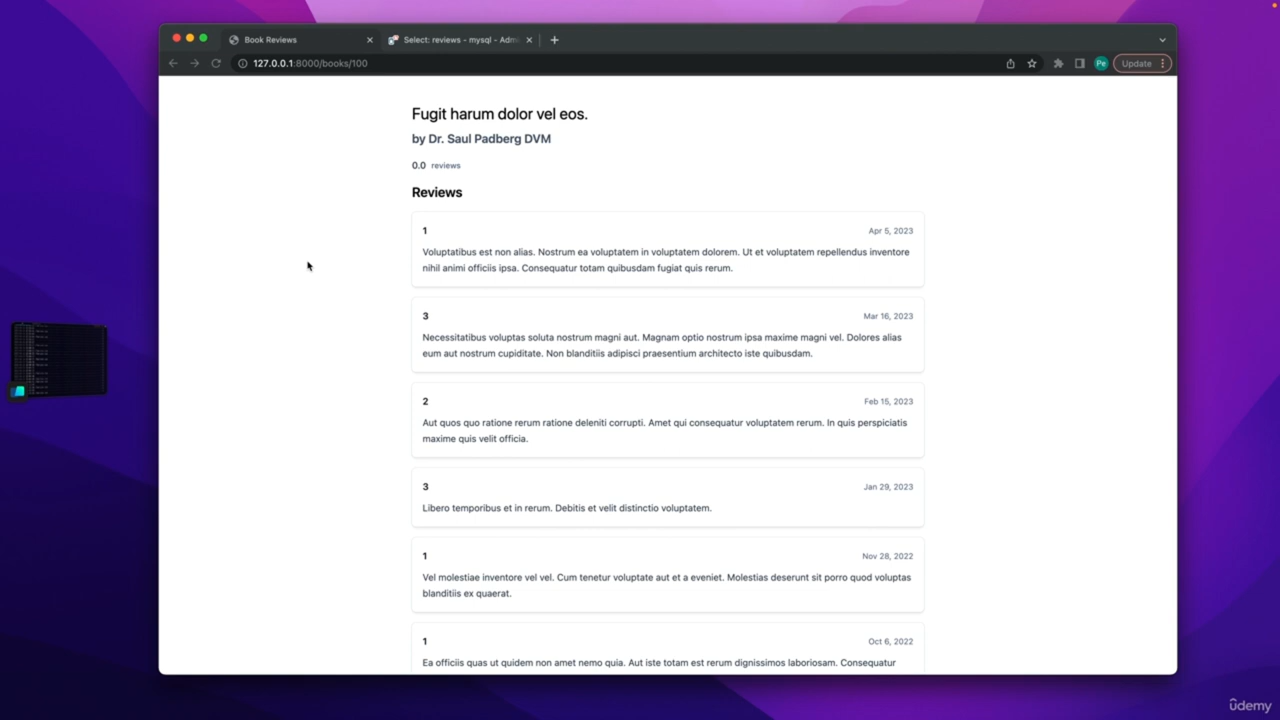 Book Reviews
Select: reviews - mysql - Adm
127.0.0.1:8000/books/100
Pe
Update
Fugit harum dolor vel eos.
by Dr. Saul Padberg DVM
0.0 reviews
Reviews
1 Apr 5, 2023
Voluptatibus est non alias. Nostrum ea voluptatem in voluptatem dolorem. Ut et voluptatem repellendus inventore
nihil animi officiis ipsa. Consequatur totam quibusdam fugiat quis rerum.
3 Mar 16, 2023
Necessitatibus voluptas soluta nostrum magni aut. Magnam optio nostrum ipsa maxime magni vel. Dolores alias
eum aut nostrum cupiditate. Non blanditiis adipisci praesentium architecto iste quibusdam.
2 Feb 15, 2023
Aut quos quo ratione rerum ratione deleniti corrupti. Amet qui consequatur voluptatem rerum. In quis perspiciatis
maxime quis velit officia.
3 Jan 29, 2023
Libero temporibus et in rerum. Debitis et velit distinctio voluptatem.
1 Nov 28, 2022
Vel molestiae inventore vel vel. Cum tenetur voluptate aut et a eveniet. Molestias deserunt sit porro quod voluptas
blanditiis ex quaerat.
1 Oct 6, 2022
Ea officiis quas ut quidem non amet nemo quia. Aut iste totam est rerum dignissimos laboriosam. Consequatur
ûdemy